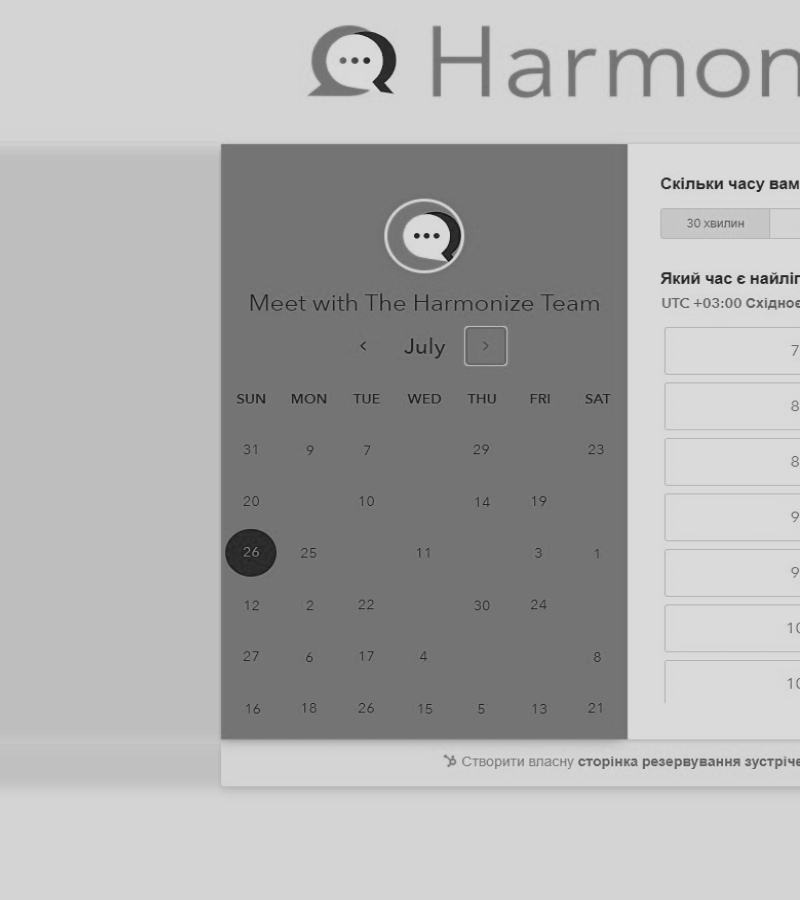 Harmon
Meet with The Harmonize Team
July
SUN MON TUE WED THU FRI SAT
31 9 7 29 23
20 10 14 19
26 25 11 3 1
12 2 22 30 24
27 6 17 4 8
16 18 26 15 5 13 21
Скільки часу вам
30 хвилин
Який час є найліп
UTC +03:00 Східноє
7
8
8
9
9
10
10
Створити власну сторінка резервування зустріче